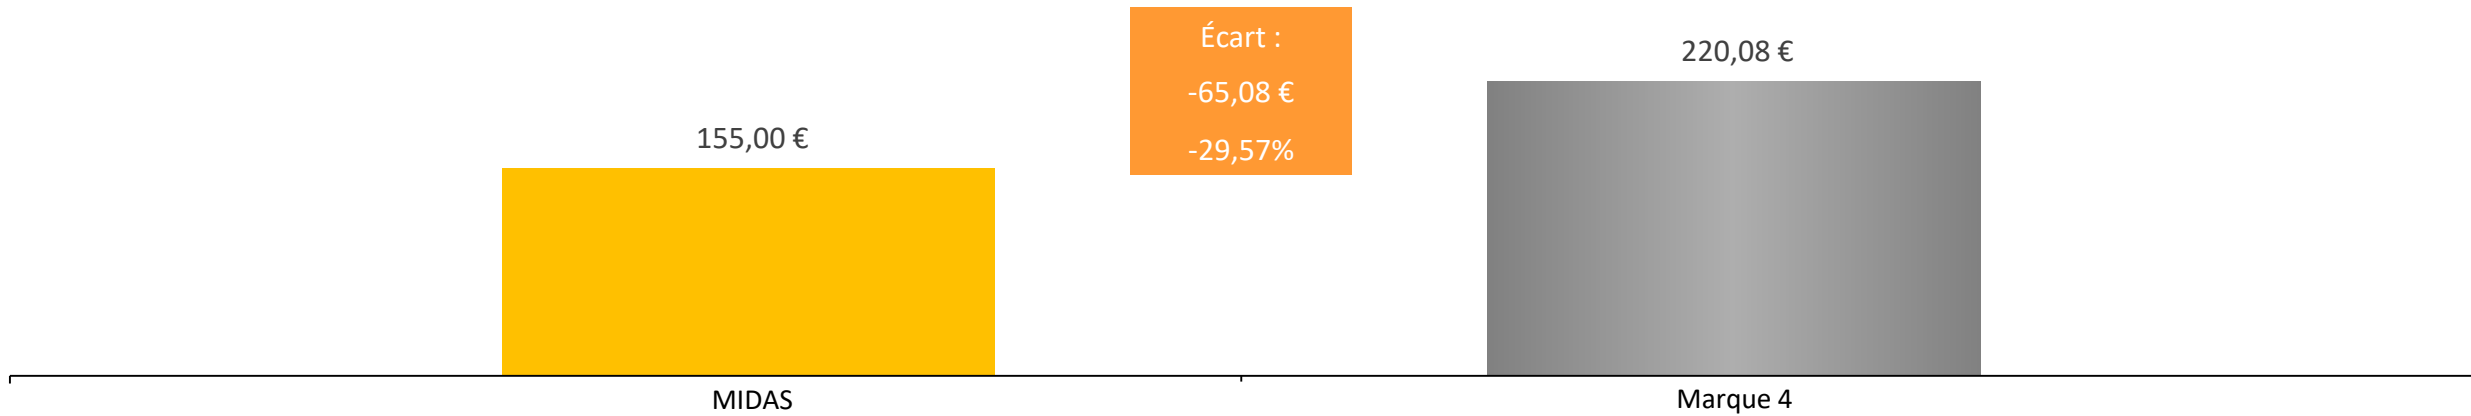 Écart :
-65,08 €
-29,57%
220,08 €
155,00 €
MIDAS
Marque 4